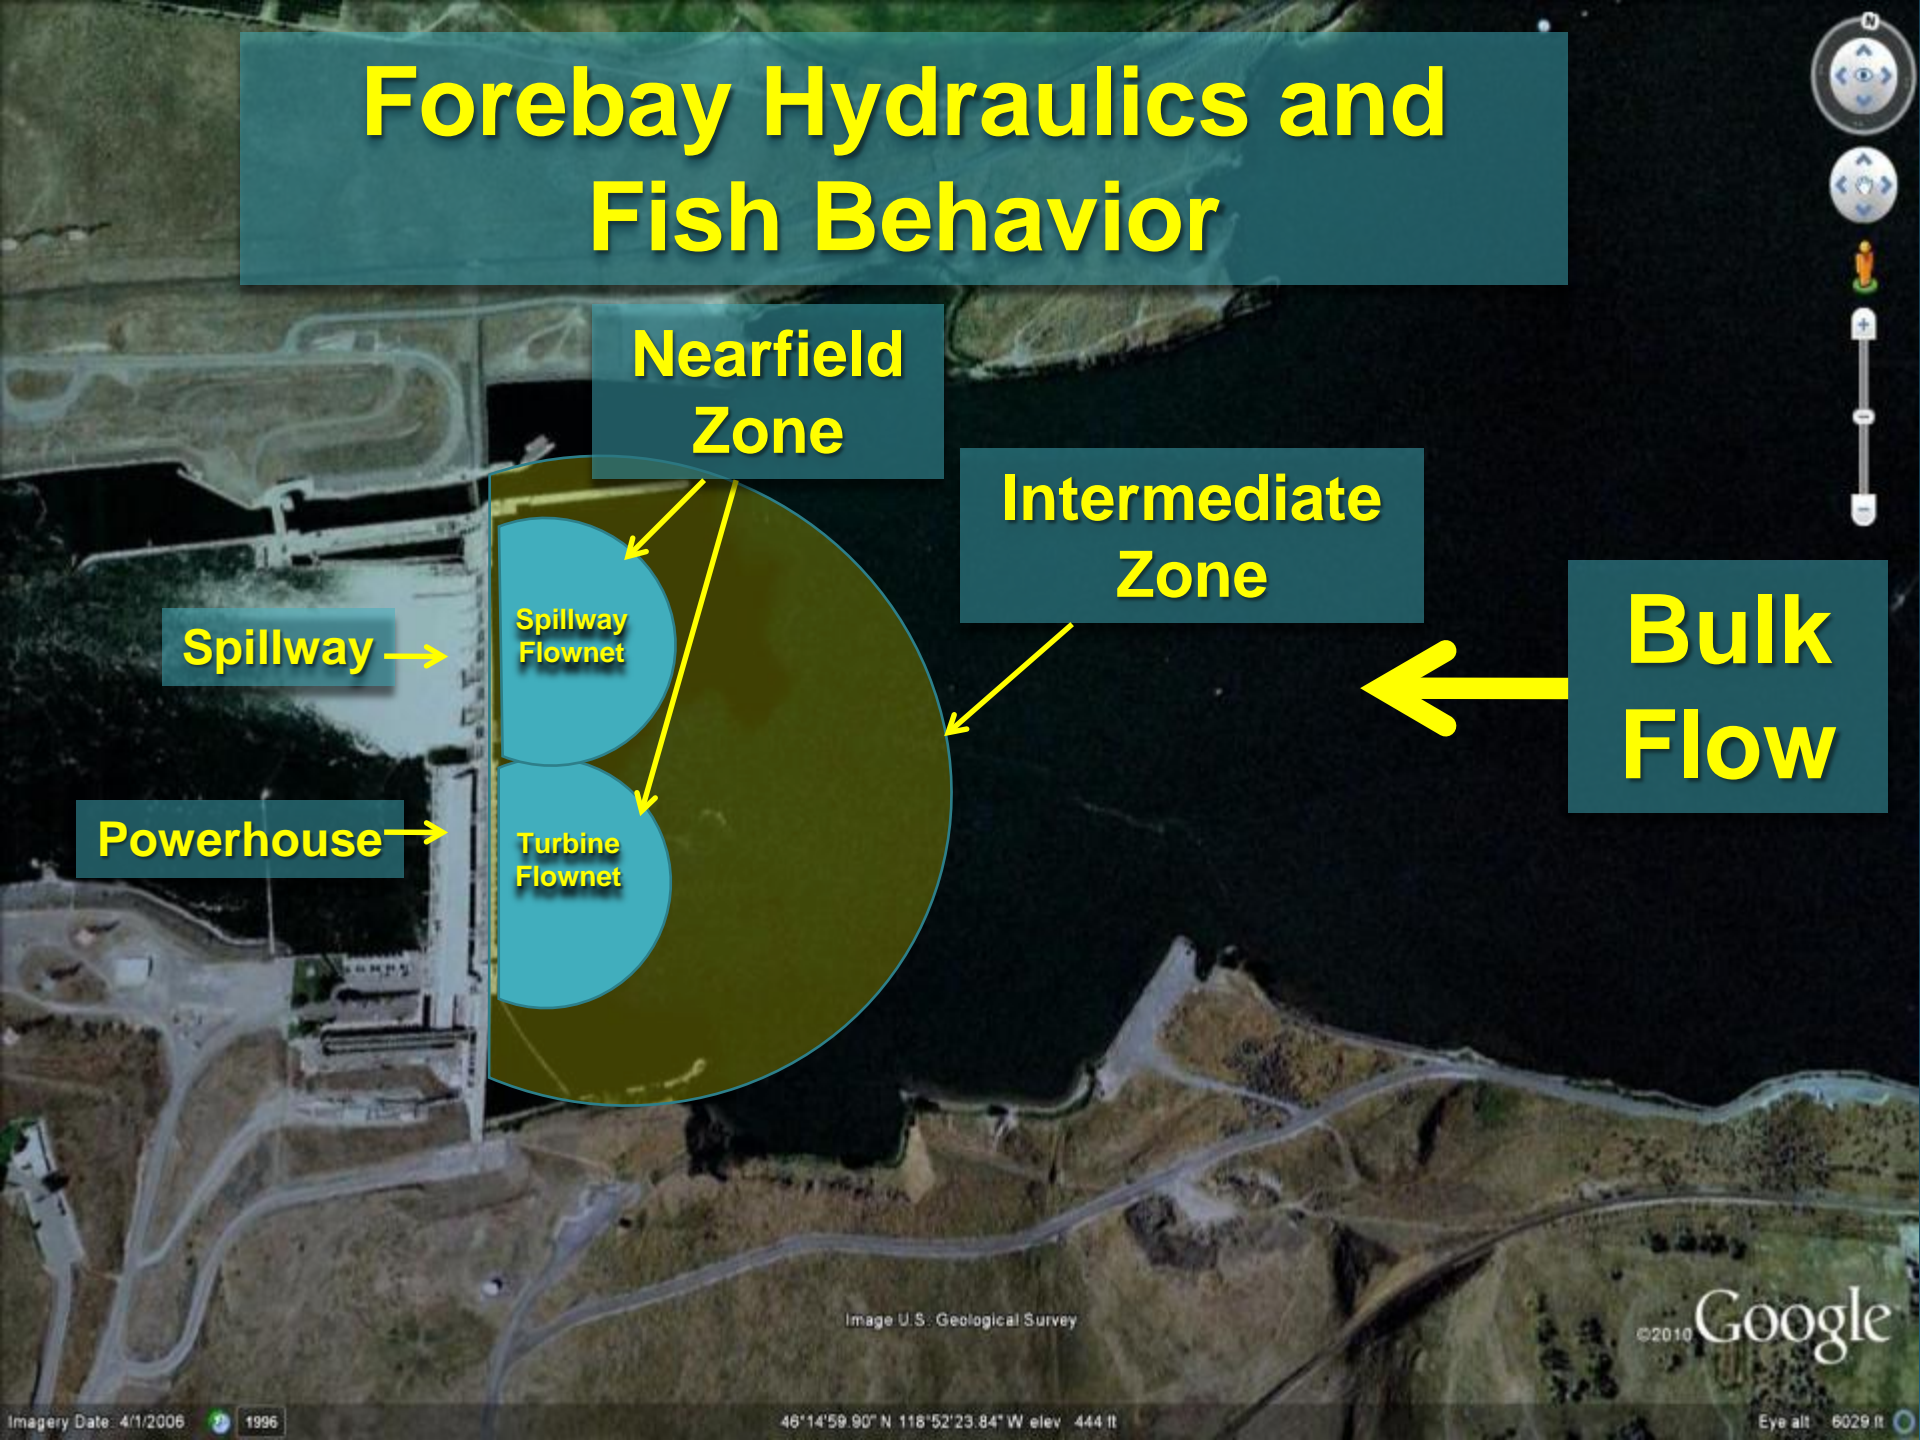 N
Forebay Hydraulics and
Fish Behavior
Nearfield
Zone
Intermediate
Zone
Bulk
Flow
Spillway
Flownet
Spillway
Turbine
Flownet
Powerhouse
Image U.S. Geological Survey
©2010 Google
Imagery Date: 4/1/2006
1996
46°14'59.90" N 118°52'23.84" W elev 444 ft
Eye alt 6029 ft